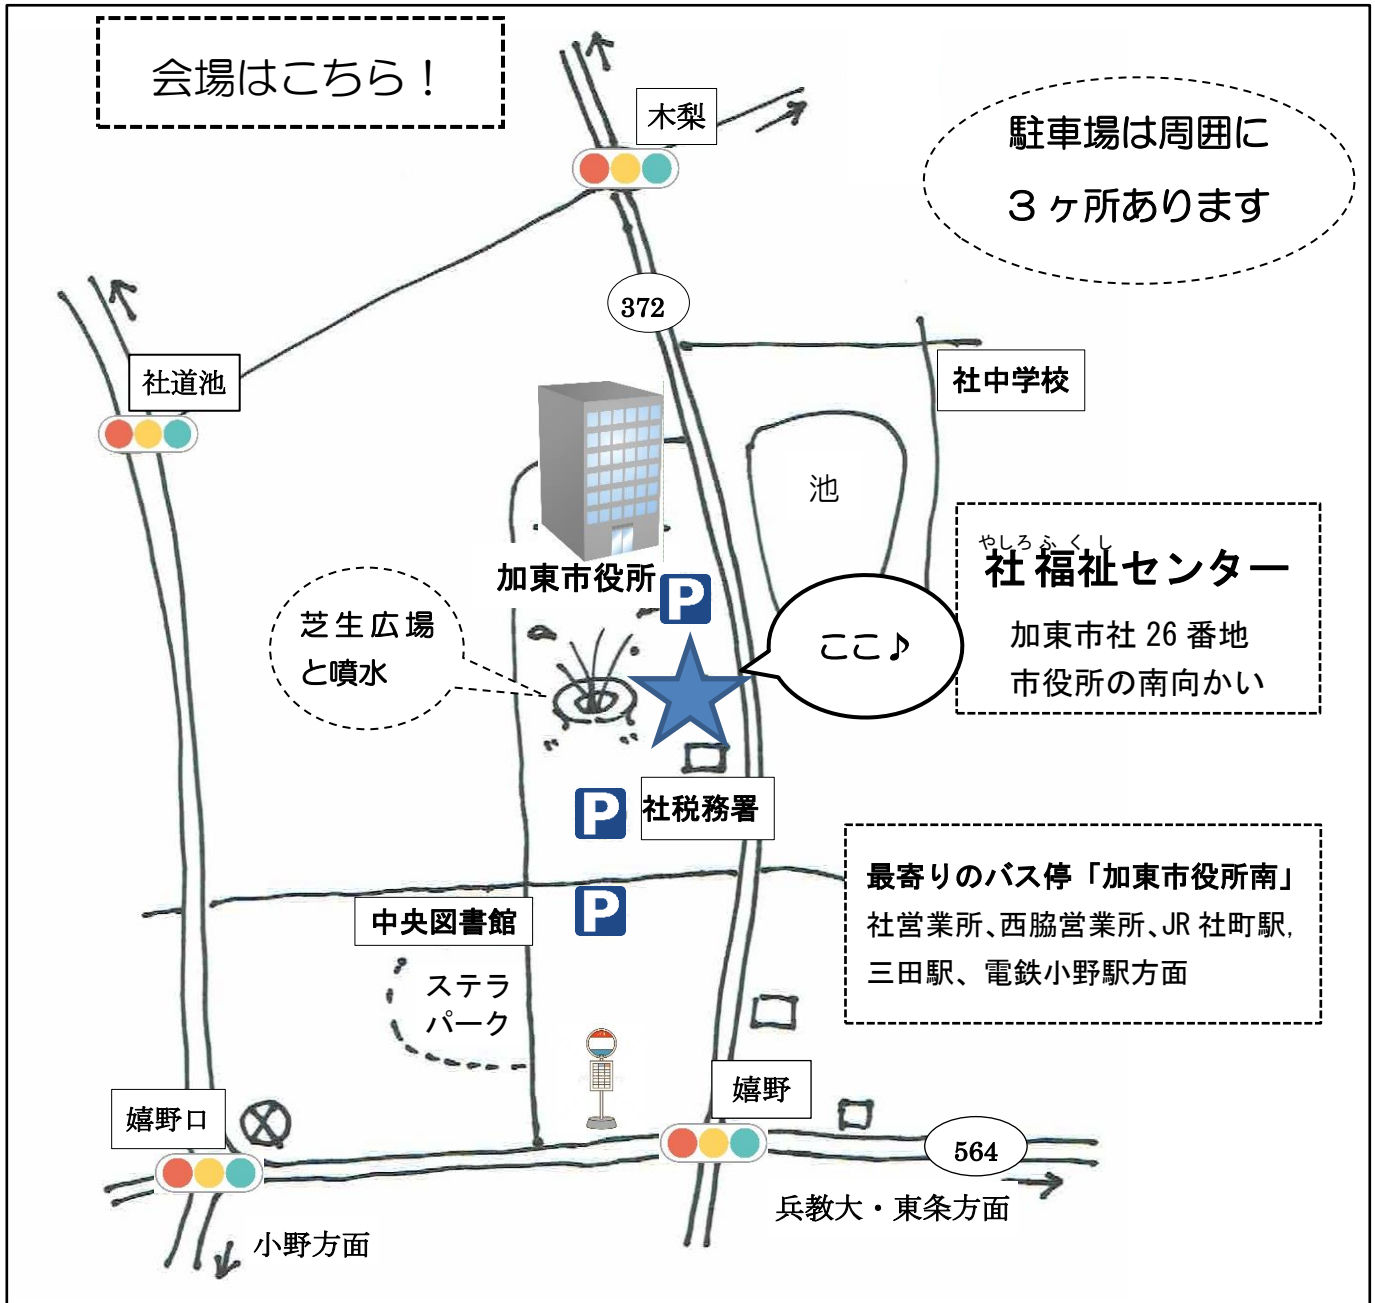 会場はこちら！
木梨
駐車場は周囲に
3ヶ所あります
372
社道池
社中学校
池
やしろふくし
社福祉センター
加東市社26番地
市役所の南向かい
加東市役所
P
ここ♪
芝生広場
と噴水
P
社税務署
最寄りのバス停「加東市役所南」
社営業所、西脇営業所、JR社町駅,
三田駅、電鉄小野駅方面
P
中央図書館
ステラ
パーク
嬉野口
嬉野
564
兵教大・東条方面
小野方面